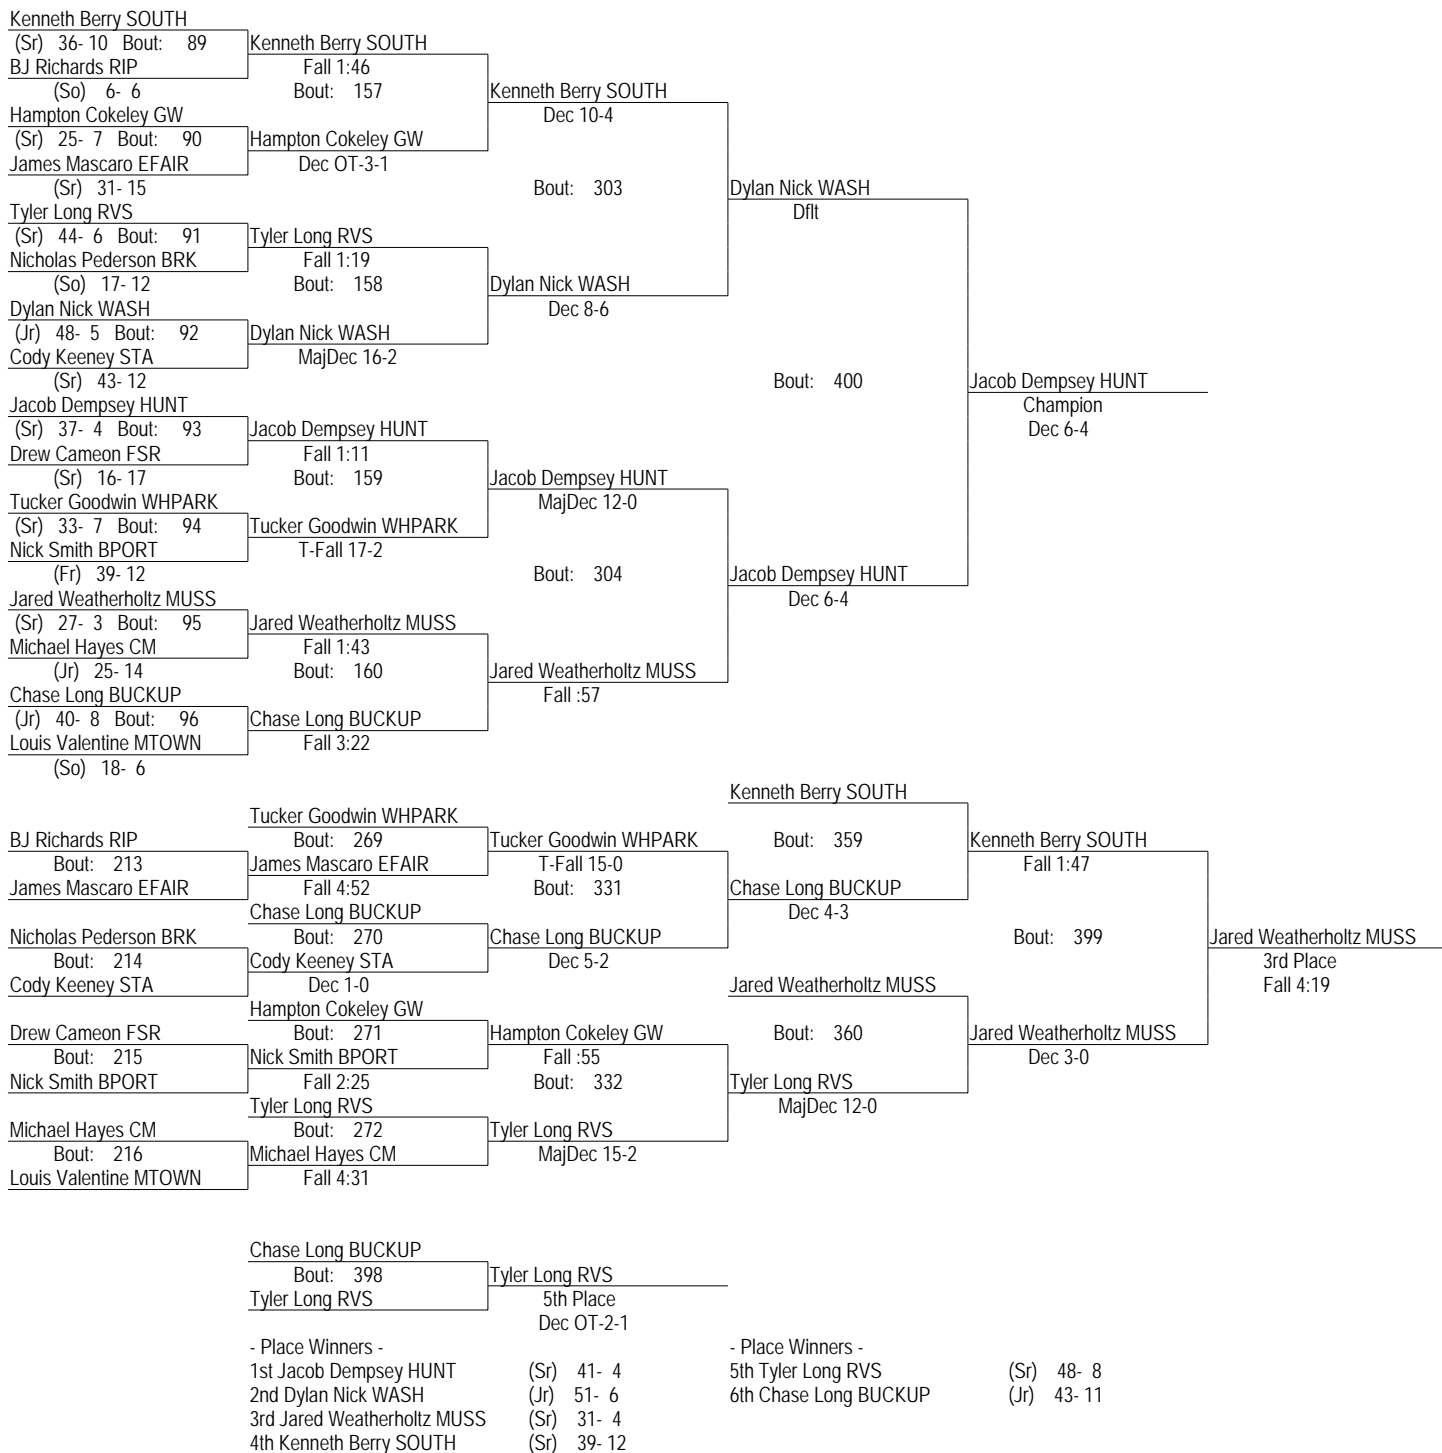 Kenneth Berry SOUTH
(Sr) 36- 10 Bout: 89 Kenneth Berry SOUTH
BJ Richards RIP Fall 1:46
(So) 6- 6 Bout: 157 Kenneth Berry SOUTH
Hampton Cokeley GW Dec 10-4
(Sr) 25- 7 Bout: 90 Hampton Cokeley GW
James Mascaro EFAIR Dec OT-3-1
(Sr) 31- 15 Bout: 303 Dylan Nick WASH
Tyler Long RVS Dflt
(Sr) 44- 6 Bout: 91 Tyler Long RVS
Nicholas Pederson BRK Fall 1:19
(So) 17- 12 Bout: 158 Dylan Nick WASH
Dylan Nick WASH Dec 8-6
(Jr) 48- 5 Bout: 92 Dylan Nick WASH
Cody Keeney STA MajDec 16-2
(Sr) 43- 12 Bout: 400 Jacob Dempsey HUNT
Jacob Dempsey HUNT Champion
(Sr) 37- 4 Bout: 93 Jacob Dempsey HUNT Dec 6-4
Drew Cameon FSR Fall 1:11
(Sr) 16- 17 Bout: 159 Jacob Dempsey HUNT
Tucker Goodwin WHPARK MajDec 12-0
(Sr) 33- 7 Bout: 94 Tucker Goodwin WHPARK
Nick Smith BPORT T-Fall 17-2
(Fr) 39- 12 Bout: 304 Jacob Dempsey HUNT
Jared Weatherholtz MUSS Dec 6-4
(Sr) 27- 3 Bout: 95 Jared Weatherholtz MUSS
Michael Hayes CM Fall 1:43
(Jr) 25- 14 Bout: 160 Jared Weatherholtz MUSS
Chase Long BUCKUP Fall :57
(Jr) 40- 8 Bout: 96 Chase Long BUCKUP
Louis Valentine MTOWN Fall 3:22
(So) 18- 6
Kenneth Berry SOUTH
Tucker Goodwin WHPARK
BJ Richards RIP Bout: 269 Tucker Goodwin WHPARK Bout: 359 Kenneth Berry SOUTH
Bout: 213 James Mascaro EFAIR T-Fall 15-0 Fall 1:47
James Mascaro EFAIR Fall 4:52 Bout: 331 Chase Long BUCKUP
Chase Long BUCKUP Dec 4-3
Nicholas Pederson BRK Bout: 270 Chase Long BUCKUP Bout: 399 Jared Weatherholtz MUSS
Bout: 214 Cody Keeney STA Dec 5-2 3rd Place
Cody Keeney STA Dec 1-0 Jared Weatherholtz MUSS Fall 4:19
Hampton Cokeley GW
Drew Cameon FSR Bout: 271 Hampton Cokeley GW Bout: 360 Jared Weatherholtz MUSS
Bout: 215 Nick Smith BPORT Fall :55 Dec 3-0
Nick Smith BPORT Fall 2:25 Bout: 332 Tyler Long RVS
Tyler Long RVS MajDec 12-0
Michael Hayes CM Bout: 272 Tyler Long RVS
Bout: 216 Michael Hayes CM MajDec 15-2
Louis Valentine MTOWN Fall 4:31
Chase Long BUCKUP
Bout: 398 Tyler Long RVS
Tyler Long RVS 5th Place
Dec OT-2-1
- Place Winners - - Place Winners -
1st Jacob Dempsey HUNT (Sr) 41- 4 5th Tyler Long RVS (Sr) 48- 8
2nd Dylan Nick WASH (Jr) 51- 6 6th Chase Long BUCKUP (Jr) 43- 11
3rd Jared Weatherholtz MUSS (Sr) 31- 4
4th Kenneth Berry SOUTH (Sr) 39- 12